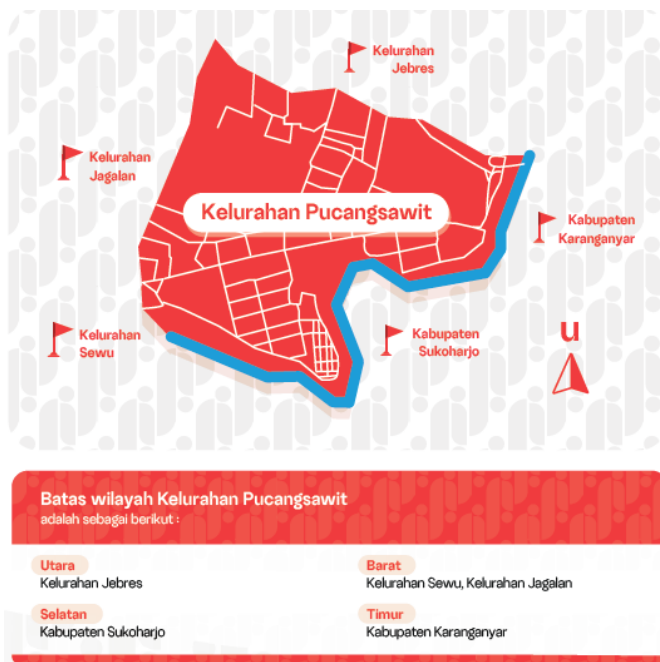 Kelurahan
Jebres
Kelurahan
Jagalan
Kelurahan Pucangsawit
Kabupaten
Karanganyar
Kelurahan
Sewu
Kabupaten
Sukoharjo
u
Batas wilayah Kelurahan Pucangsawit
adalah sebagai berikut :
Utara
Kelurahan Jebres
Barat
Kelurahan Sewu, Kelurahan Jagalan
Selatan
Kabupaten Sukoharjo
Timur
Kabupaten Karanganyar